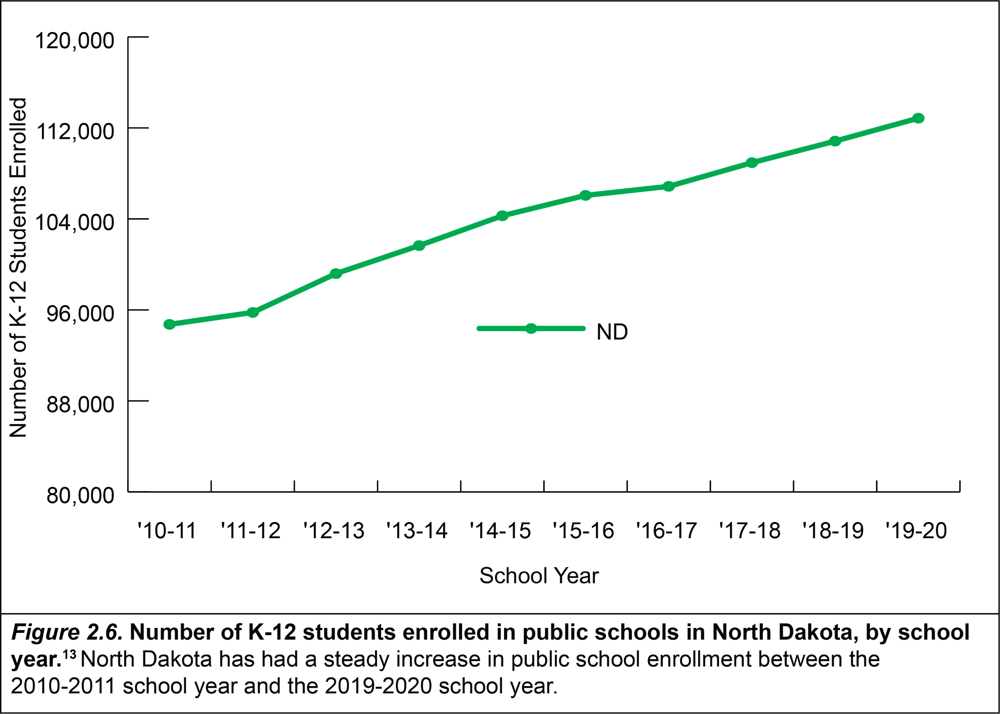 120,000
112,000
104,000
96,000
88,000
80,000
Number of K-12 Students Enrolled
ND
'10-11 '11-12 '12-13 '13-14 '14-15 '15-16 '16-17 '17-18 '18-19 '19-20
School Year
Figure 2.6. Number of K-12 students enrolled in public schools in North Dakota, by school
year.¹³ North Dakota has had a steady increase in public school enrollment between the
2010-2011 school year and the 2019-2020 school year.